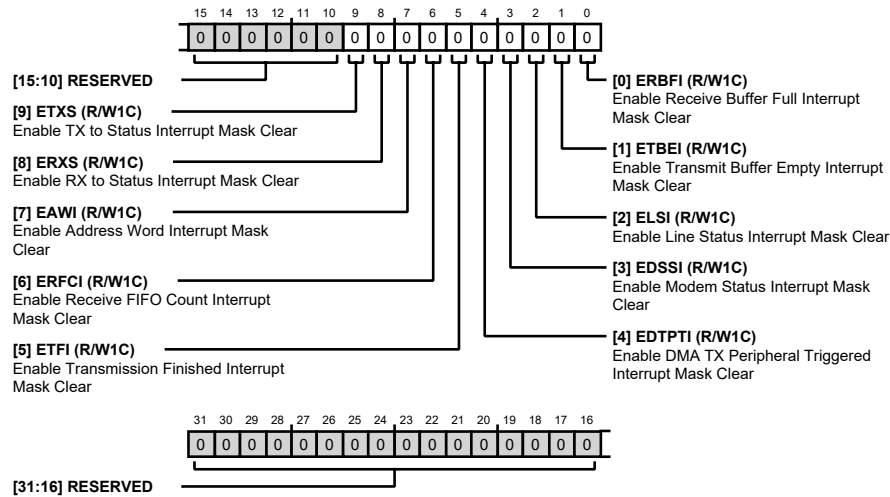 15 14 13 12 11 10 9 8 7 6 5 4 3 2 1 0
0 0 0 0 0 0 0 0 0 0 0 0 0 0 0 0
[15:10] RESERVED
[9] ETXS (R/W1C)
Enable TX to Status Interrupt Mask Clear
[8] ERXS (R/W1C)
Enable RX to Status Interrupt Mask Clear
[7] EAWI (R/W1C)
Enable Address Word Interrupt Mask
Clear
[6] ERFCI (R/W1C)
Enable Receive FIFO Count Interrupt
Mask Clear
[5] ETFI (R/W1C)
Enable Transmission Finished Interrupt
Mask Clear
[0] ERBFI (R/W1C)
Enable Receive Buffer Full Interrupt
Mask Clear
[1] ETBEI (R/W1C)
Enable Transmit Buffer Empty Interrupt
Mask Clear
[2] ELSI (R/W1C)
Enable Line Status Interrupt Mask Clear
[3] EDSSI (R/W1C)
Enable Modem Status Interrupt Mask
Clear
[4] EDTPTI (R/W1C)
Enable DMA TX Peripheral Triggered
Interrupt Mask Clear
31 30 29 28 27 26 25 24 23 22 21 20 19 18 17 16
0 0 0 0 0 0 0 0 0 0 0 0 0 0 0 0
[31:16] RESERVED